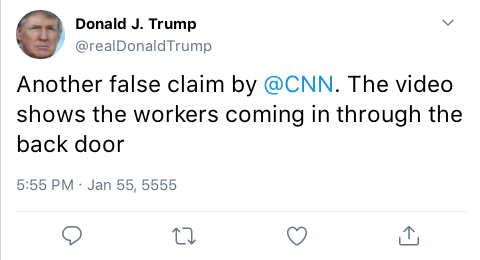 Donald J. Trump
@realDonaldTrump
Another false claim by @CNN. The video
shows the workers coming in through the
back door
5:55 PM · Jan 55, 5555